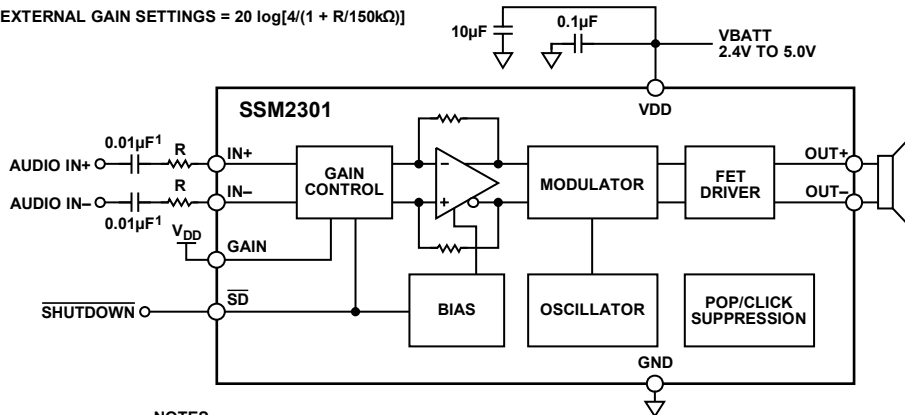 EXTERNAL GAIN SETTINGS = 20 log[4/(1 + R/150kΩ)]
10µF
0.1µF
VBATT
2.4V TO 5.0V
VDD
SSM2301
AUDIO IN+
0.01µF1
R
IN+
GAIN
CONTROL
MODULATOR
FET
DRIVER
OUT+
AUDIO IN–
0.01µF1
R
IN–
OUT–
VDD
GAIN
SHUTDOWN
SD
BIAS
OSCILLATOR
POP/CLICK
SUPPRESSION
GND